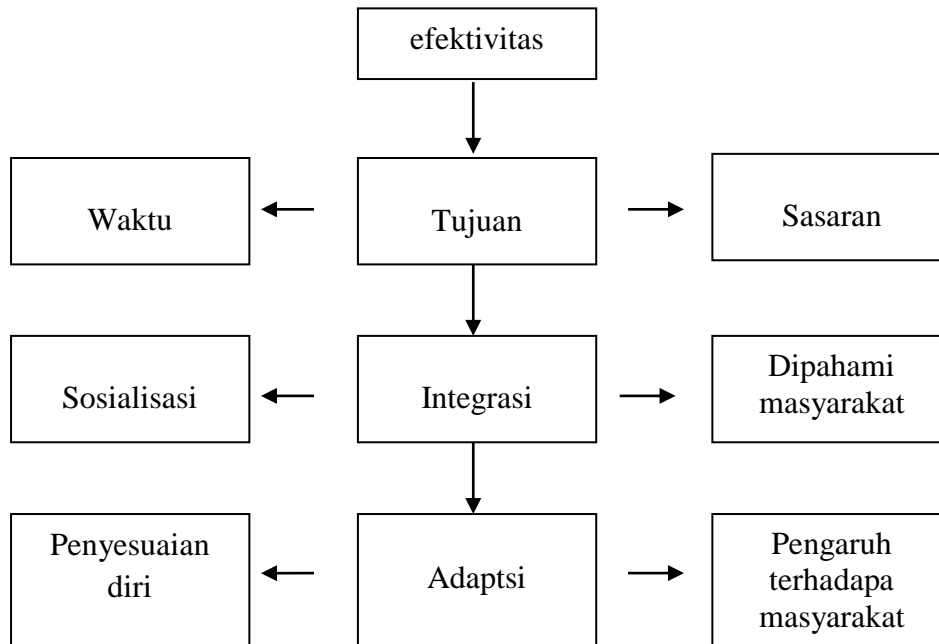 efektivitas
Waktu
Tujuan
Sasaran
Sosialisasi
Integrasi
Dipahami
masyarakat
Penyesuaian
diri
Adaptsi
Pengaruh
terhadapa
masyarakat